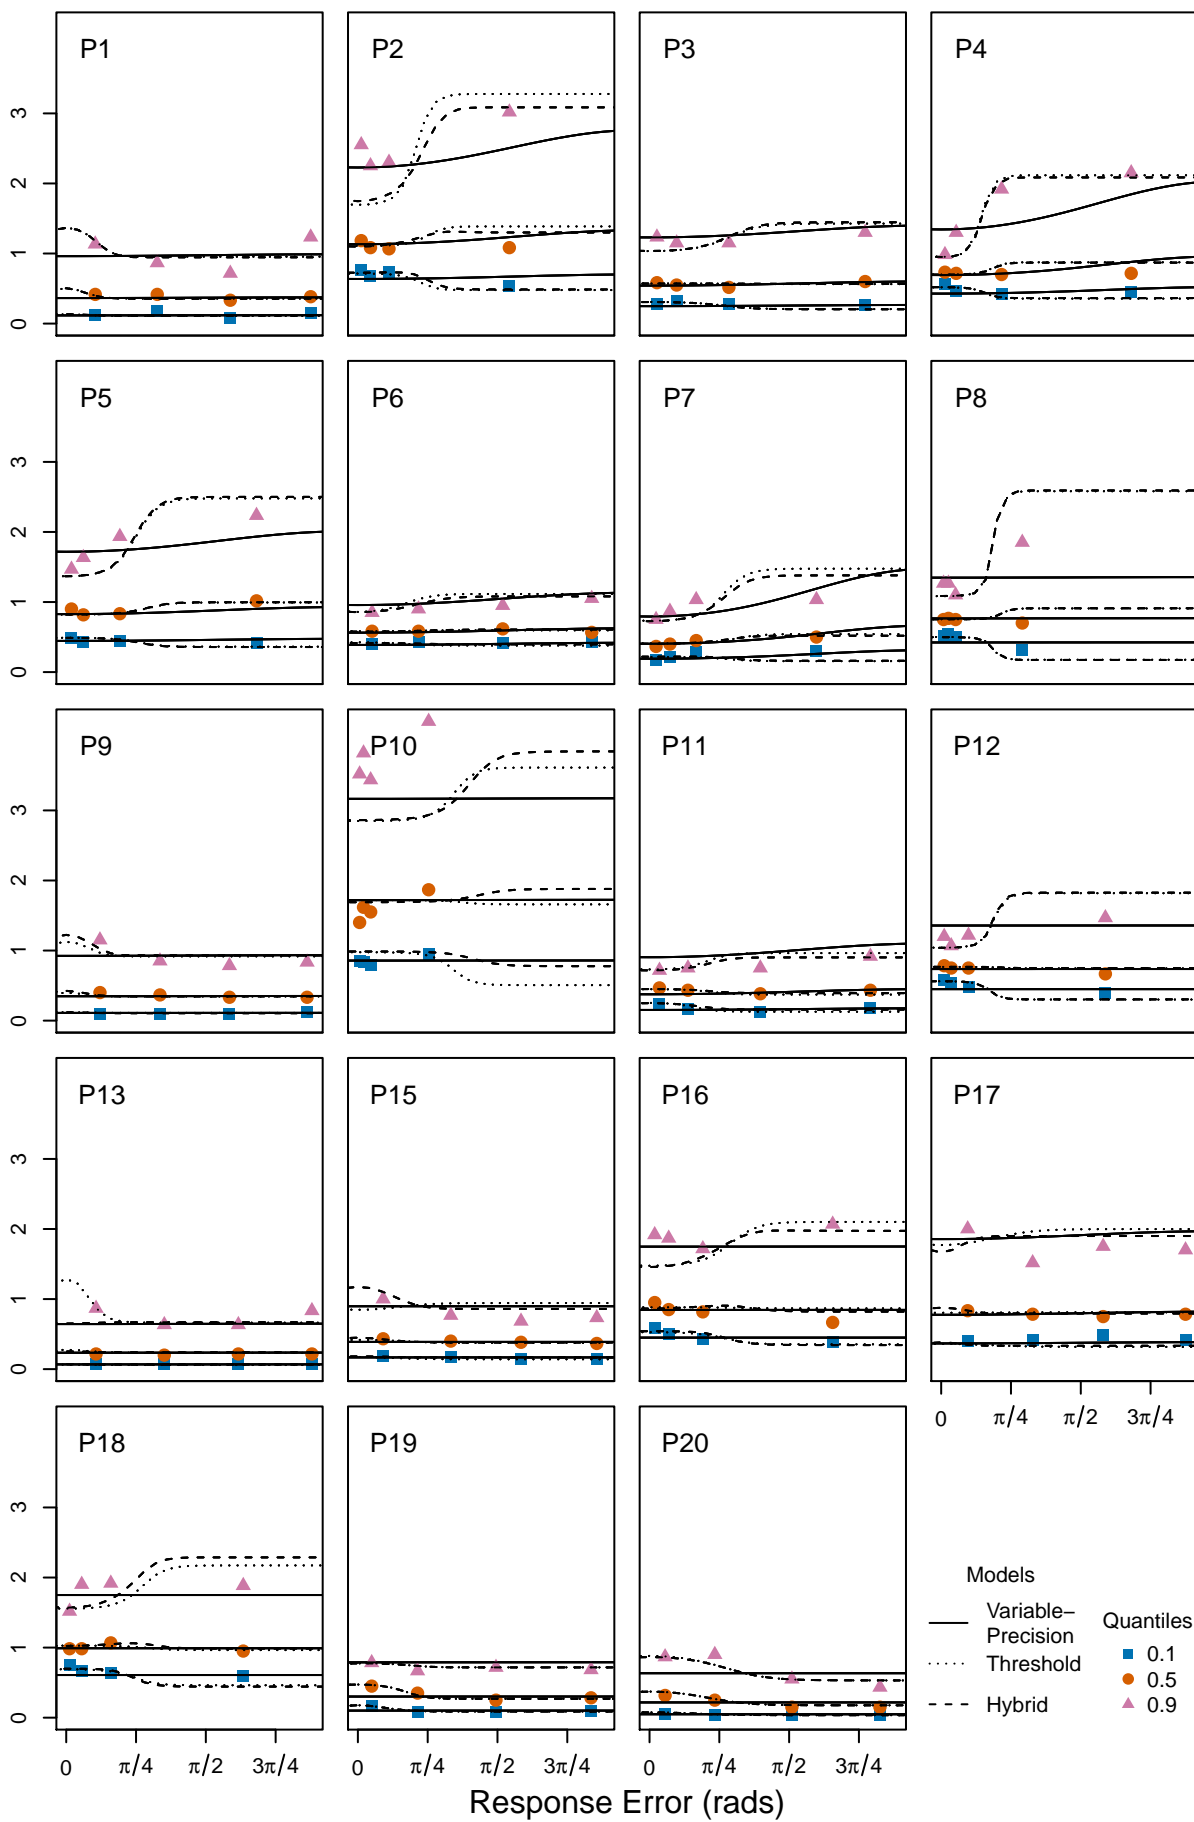 P1 P2 P3 P4
0 1 2 3
P5 P6 P7 P8
0 1 2 3
P9 P10 P11 P12
0 1 2 3
P13 P15 P16 P17
0 1 2 3
0 π/4 π/2 3π/4
P18 P19 P20
0 1 2 3
Models
Variable−
Precision
Threshold
Hybrid
Quantiles
0.1
0.5
0.9
0 π/4 π/2 3π/4 0 π/4 π/2 3π/4 0 π/4 π/2 3π/4
Response Error (rads)